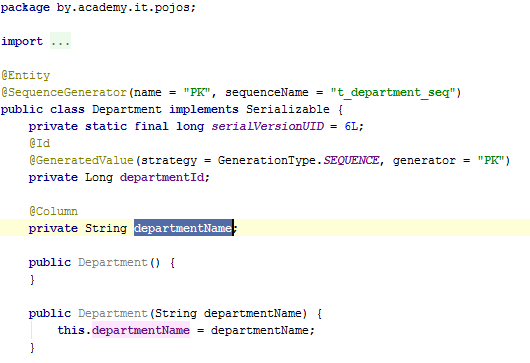 package by.academy.it.pojos;
import ...
@Entity
@SequenceGenerator(name = "PK", sequenceName = "t_department_seq")
public class Department implements Serializable {
private static final long serialVersionUID = 6L;
@Id
@GeneratedValue(strategy = GenerationType.SEQUENCE, generator = "PK")
private Long departmentId;
@Column
private String departmentName;
public Department() {
}
public Department(String departmentName) {
this.departmentName = departmentName;
}